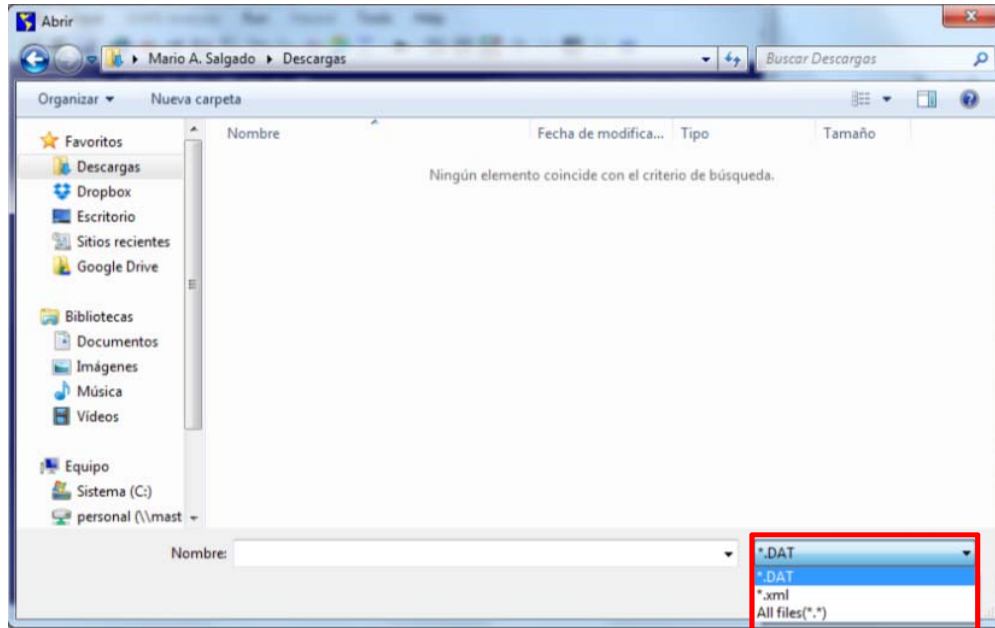 Abrir
Mario A. Salgado ▸ Descargas
Buscar Descargas
Organizar
Nueva carpeta
Nombre
Fecha de modifica...
Tipo
Tamaño
Ningún elemento coincide con el criterio de búsqueda.
Favoritos
Descargas
Dropbox
Escritorio
Sitios recientes
Google Drive
Bibliotecas
Documentos
Imágenes
Música
Vídeos
Equipo
Sistema (C:)
personal (\\mast
Nombre:
*.DAT
*.DAT
*.xml
All files(*.*)